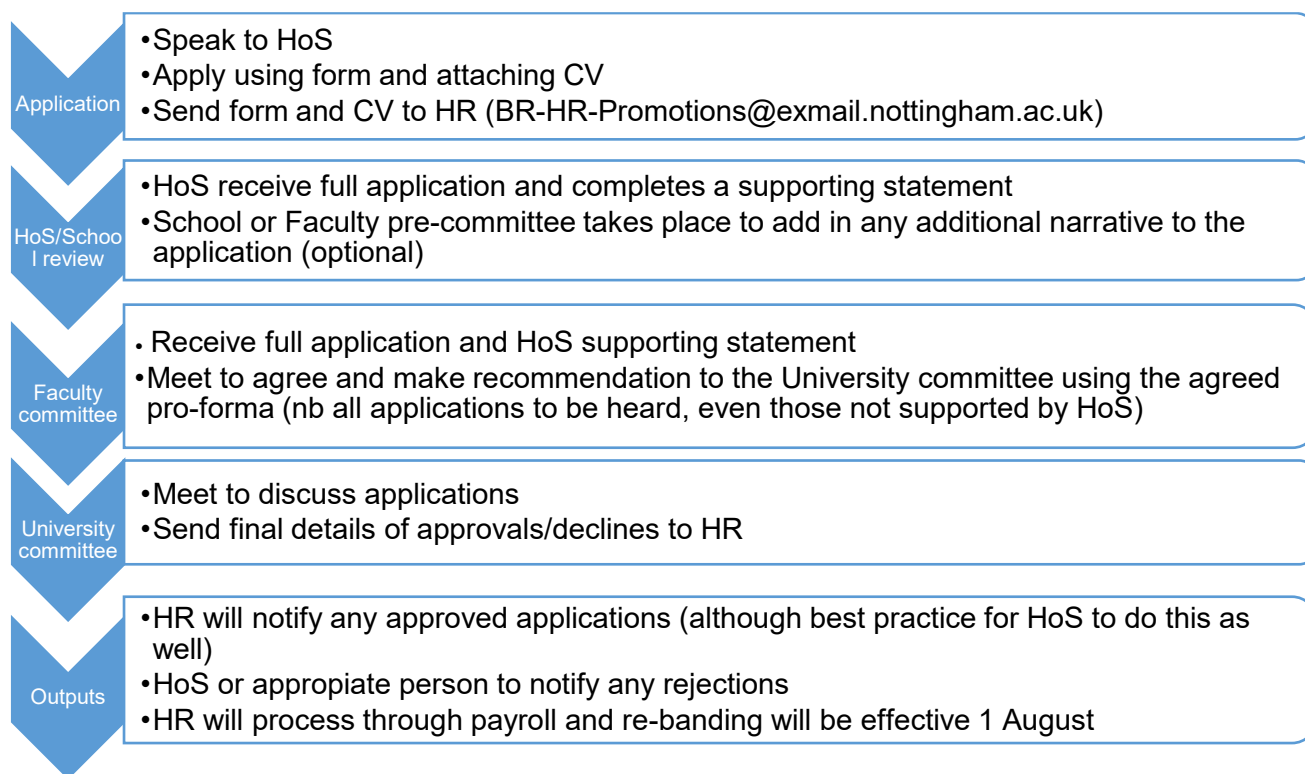 Application
•Speak to HoS
•Apply using form and attaching CV
•Send form and CV to HR (BR-HR-Promotions@exmail.nottingham.ac.uk)
HoS/Schoo
l review
•HoS receive full application and completes a supporting statement
•School or Faculty pre-committee takes place to add in any additional narrative to the
application (optional)
Faculty
committee
• Receive full application and HoS supporting statement
•Meet to agree and make recommendation to the University committee using the agreed
pro-forma (nb all applications to be heard, even those not supported by HoS)
University
committee
•Meet to discuss applications
•Send final details of approvals/declines to HR
Outputs
•HR will notify any approved applications (although best practice for HoS to do this as
well)
•HoS or appropiate person to notify any rejections
•HR will process through payroll and re-banding will be effective 1 August